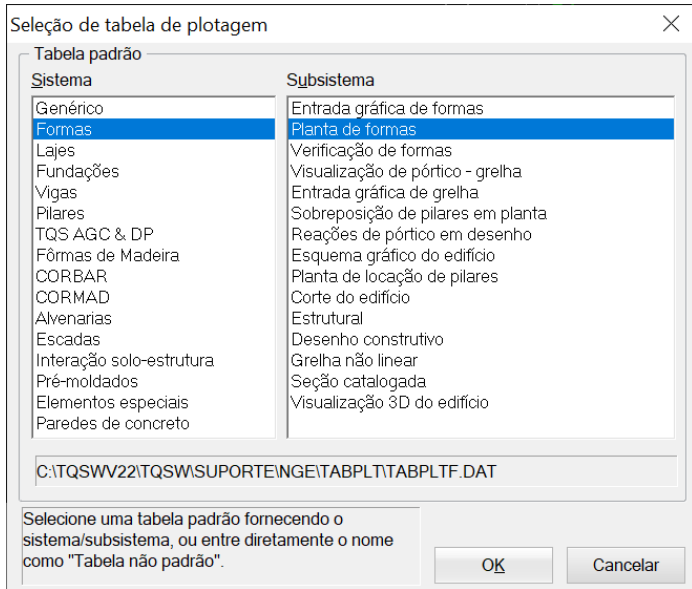 Seleção de tabela de plotagem
Tabela padrão
Sistema
Genérico
Formas
Lajes
Fundações
Vigas
Pilares
TQS AGC & DP
Fôrmas de Madeira
CORBAR
CORMAD
Alvenarias
Escadas
Interação solo-estrutura
Pré-moldados
Elementos especiais
Paredes de concreto
Subsistema
Entrada gráfica de formas
Planta de formas
Verificação de formas
Visualização de pórtico - grelha
Entrada gráfica de grelha
Sobreposição de pilares em planta
Reações de pórtico em desenho
Esquema gráfico do edifício
Planta de locação de pilares
Corte do edifício
Estrutural
Desenho construtivo
Grelha não linear
Seção catalogada
Visualização 3D do edifício
C:\TQSWV22\TQSW\SUPORTE\NGE\TABPLT\TABPLTF.DAT
Selecione uma tabela padrão fornecendo o
sistema/subsistema, ou entre diretamente o nome
como "Tabela não padrão".
OK
Cancelar